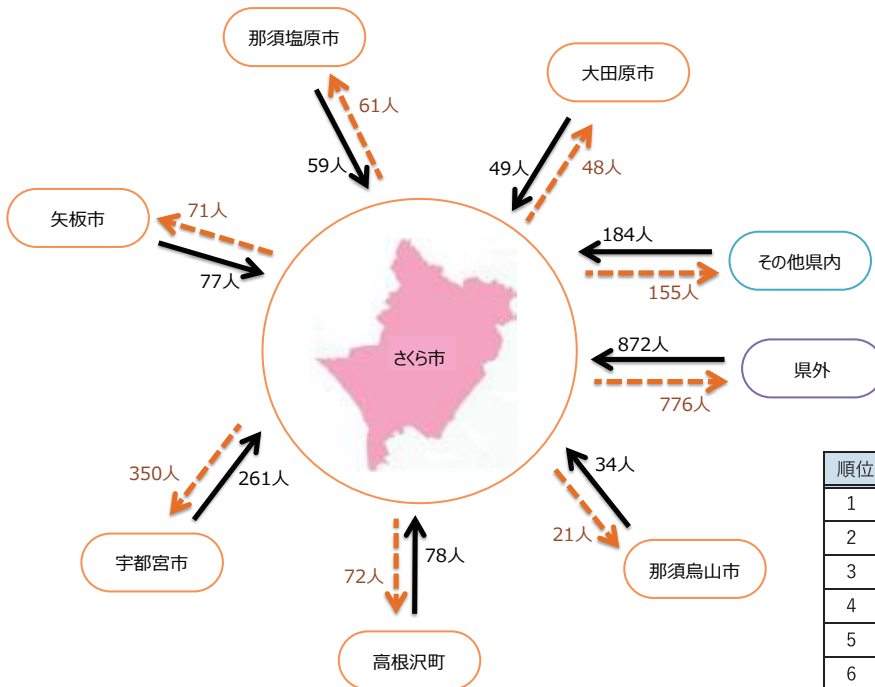 那須塩原市
大田原市
61人
59人
49人
48人
矢板市
71人
77人
184人
その他県内
155人
さくら市
872人
県外
776人
350人
261人
34人
21人
宇都宮市
78人
72人
那須烏山市
高根沢町
順位
1
2
3
4
5
6